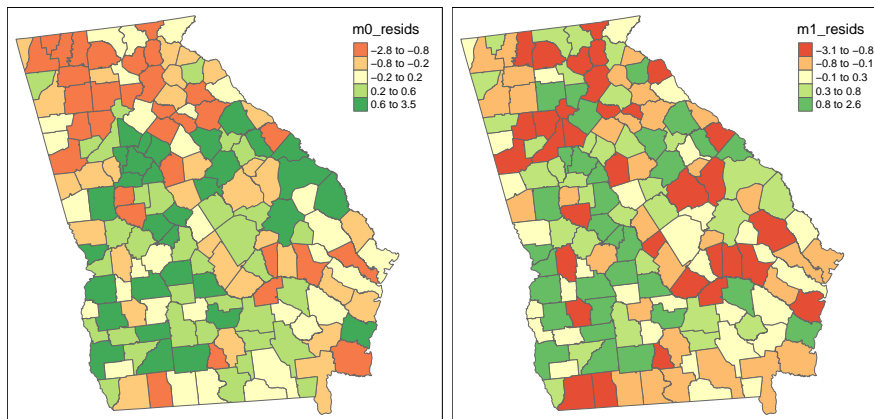 m0_resids
−2.8 to −0.8
−0.8 to −0.2
−0.2 to 0.2
0.2 to 0.6
0.6 to 3.5
m1_resids
−3.1 to −0.8
−0.8 to −0.1
−0.1 to 0.3
0.3 to 0.8
0.8 to 2.6